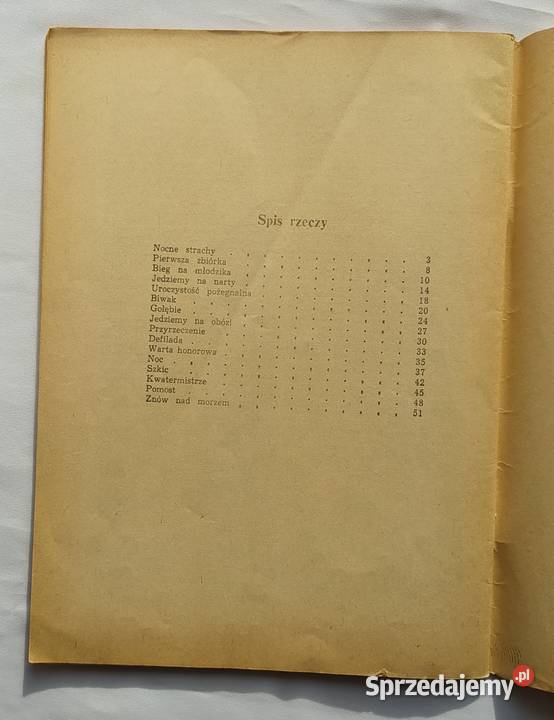 Spis rzeczy
Nocne strachy . . . . . . . . . . . 3
Pierwsza zbiórka . . . . . . . . . . . 8
Bieg na młodzika . . . . . . . . . . . 10
Jedziemy na narty . . . . . . . . . . . 14
Uroczystość pożegnalna . . . . . . . . . . 18
Biwak . . . . . . . . . . . . . 20
Gołębie . . . . . . . . . . . . 24
Jedziemy na obóz! . . . . . . . . . . . 27
Przyrzeczenie . . . . . . . . . . . 30
Defilada . . . . . . . . . . . . 33
Warta honorowa . . . . . . . . . . . 35
Noc . . . . . . . . . . . . . 37
Szkic . . . . . . . . . . . . . 42
Kwatermistrze . . . . . . . . . . . 45
Pomost . . . . . . . . . . . . 48
Znów nad morzem . . . . . . . . . . . 51
Sprzedajemy.pl